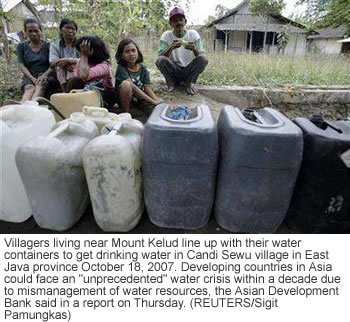 Villagers living near Mount Kelud line up with their water
containers to get drinking water in Candi Sewu village in East
Java province October 18, 2007. Developing countries in Asia
could face an "unprecedented" water crisis within a decade due
to mismanagement of water resources, the Asian Development
Bank said in a report on Thursday. (REUTERS/Sigit
Pamungkas)